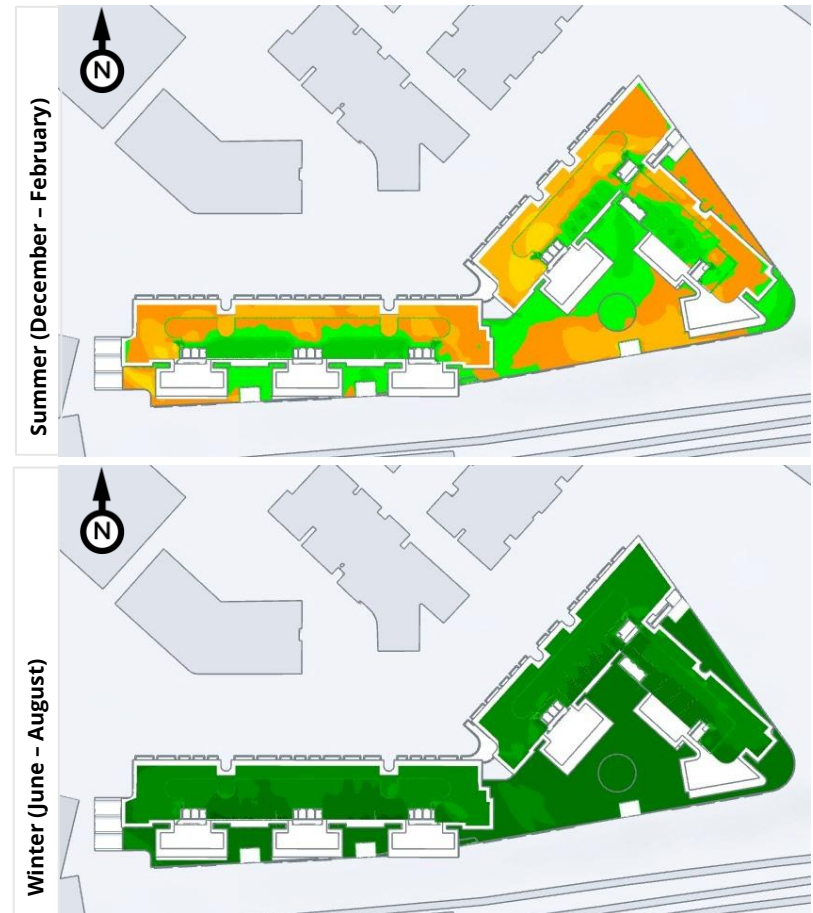 N
Summer (December – February)
N
Winter (June – August)